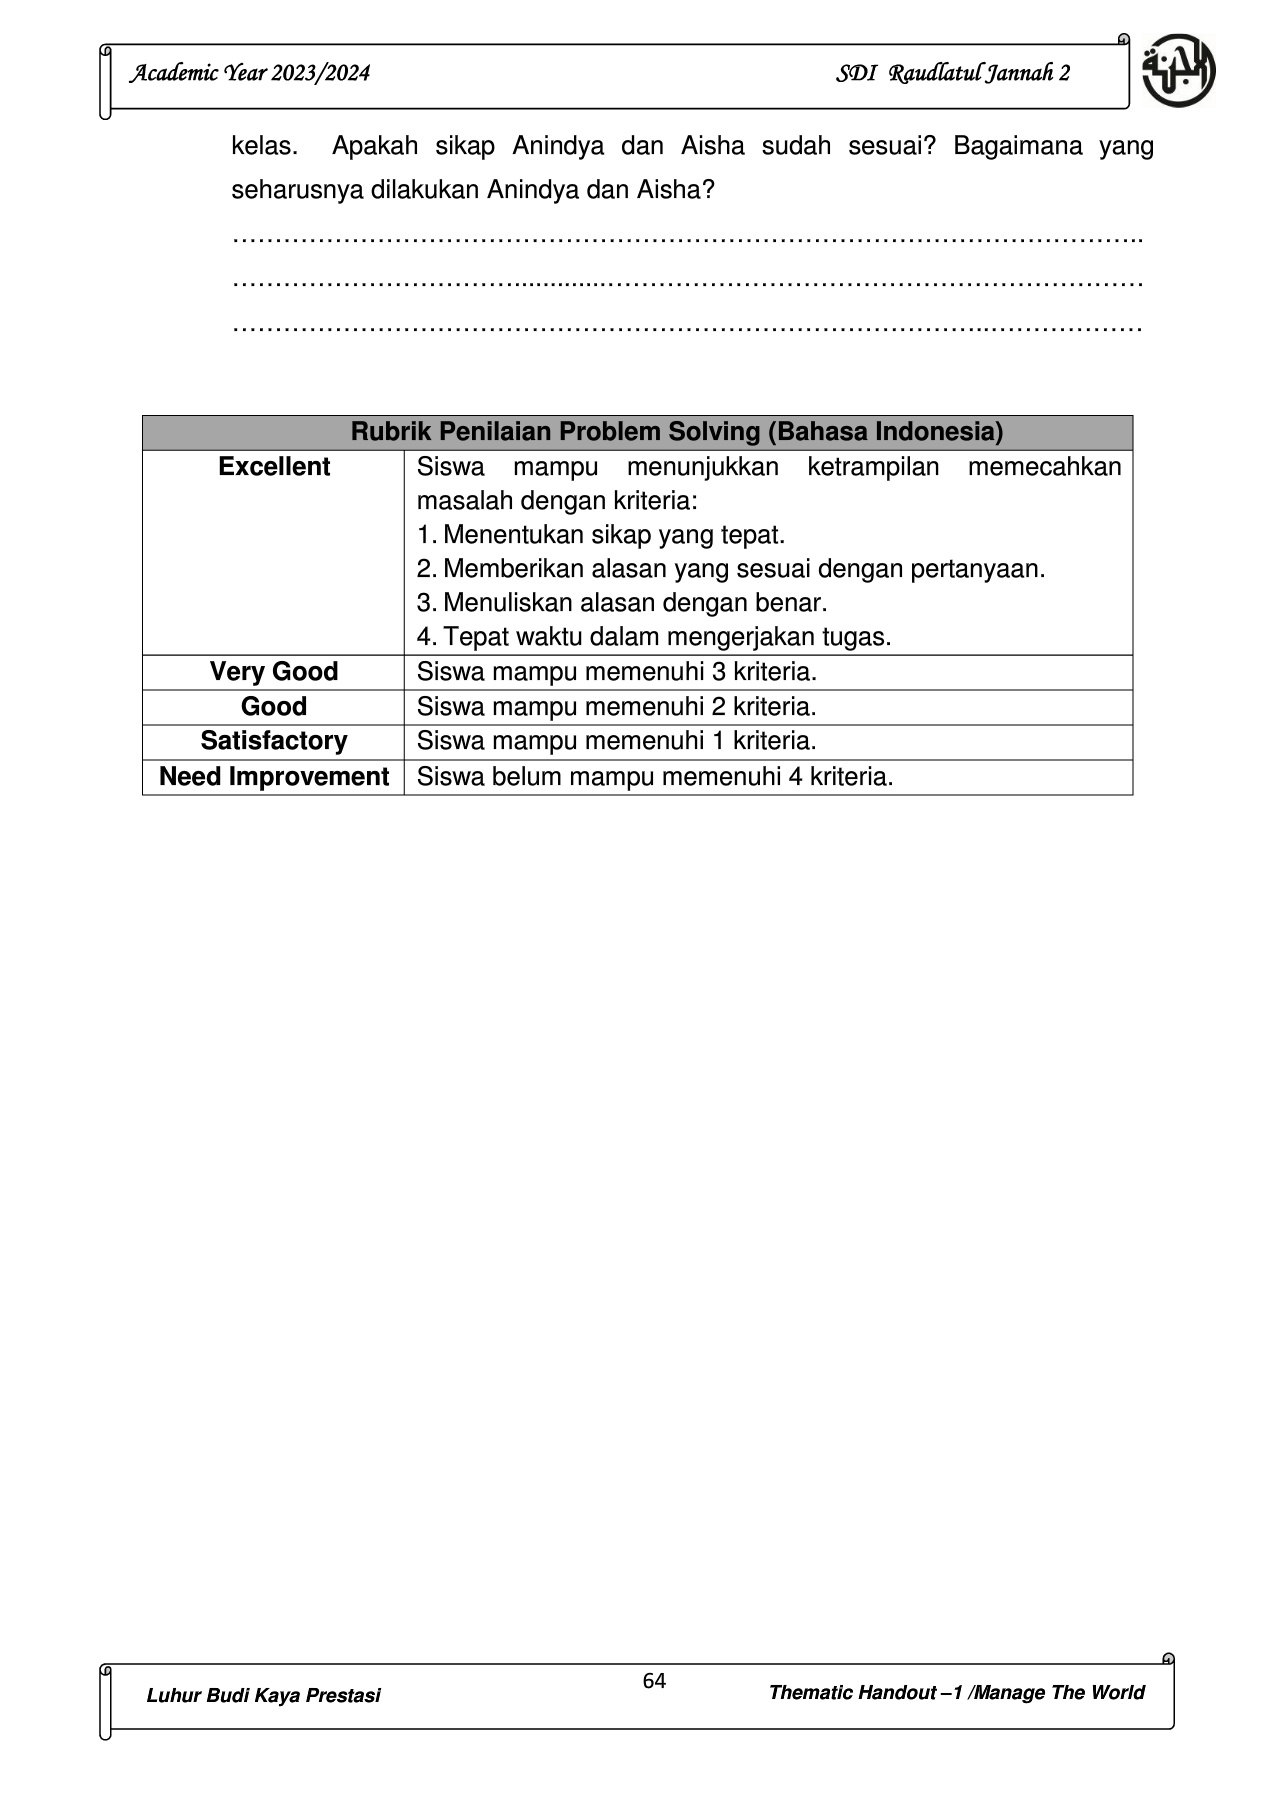 Academic Year 2023/2024 SDI Raudlatul Jannah 2
kelas. Apakah sikap Anindya dan Aisha sudah sesuai? Bagaimana yang
seharusnya dilakukan Anindya dan Aisha?
……………………………………………………………………………………………..
……………………………...........………………………………………………………
……………………………………………………………………………..………………
Rubrik Penilaian Problem Solving (Bahasa Indonesia)
Excellent Siswa mampu menunjukkan ketrampilan memecahkan
masalah dengan kriteria:
1. Menentukan sikap yang tepat.
2. Memberikan alasan yang sesuai dengan pertanyaan.
3. Menuliskan alasan dengan benar.
4. Tepat waktu dalam mengerjakan tugas.
Very Good Siswa mampu memenuhi 3 kriteria.
Good Siswa mampu memenuhi 2 kriteria.
Satisfactory Siswa mampu memenuhi 1 kriteria.
Need Improvement Siswa belum mampu memenuhi 4 kriteria.
Luhur Budi Kaya Prestasi 64 Thematic Handout –1 /Manage The World